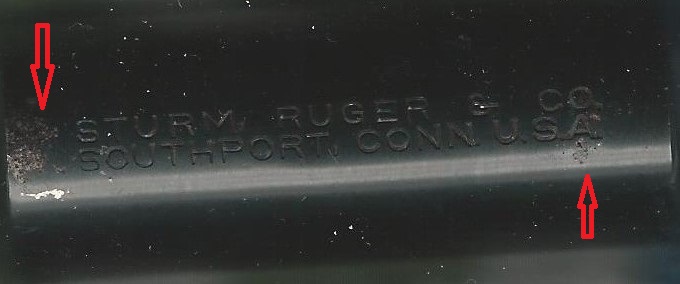 STURM, RUGER & CO.
SOUTHPORT, CONN. U.S.A.